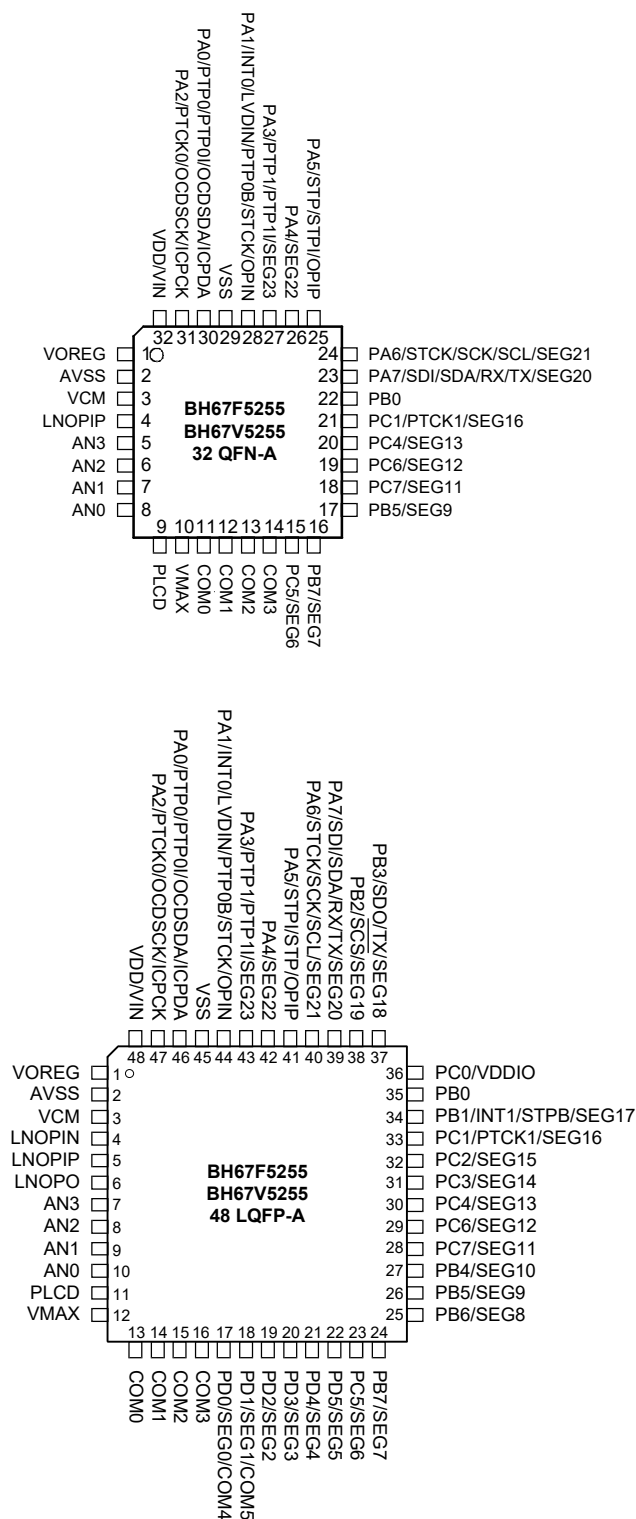 VDD/VIN
PA2/PTCK0/OCDSCK/ICPCK
PA0/PTP0/PTP0I/OCDSDA/ICPDA
VSS
PA1/INT0/LVDIN/PTP0B/STCK/OPIN
PA3/PTP1/PTP1I/SEG23
PA4/SEG22
PA5/STP/STPI/OPIP
32 31 30 29 28 27 26 25
VOREG 1
AVSS 2
VCM 3
LNOPIP 4
AN3 5
AN2 6
AN1 7
AN0 8
BH67F5255
BH67V5255
32 QFN-A
24 PA6/STCK/SCK/SCL/SEG21
23 PA7/SDI/SDA/RX/TX/SEG20
22 PB0
21 PC1/PTCK1/SEG16
20 PC4/SEG13
19 PC6/SEG12
18 PC7/SEG11
17 PB5/SEG9
9 10 11 12 13 14 15 16
PLCD
VMAX
COM0
COM1
COM2
COM3
PC5/SEG6
PB7/SEG7
VDD/VIN
PA2/PTCK0/OCDSCK/ICPCK
PA0/PTP0/PTP0I/OCDSDA/ICPDA
VSS
PA1/INT0/LVDIN/PTP0B/STCK/OPIN
PA3/PTP1/PTP1I/SEG23
PA4/SEG22
PA5/STPI/STP/OPIP
PA6/STCK/SCK/SCL/SEG21
PA7/SDI/SDA/RX/TX/SEG20
PB2/SCS/SEG19
PB3/SDO/TX/SEG18
48 47 46 45 44 43 42 41 40 39 38 37
VOREG 1
AVSS 2
VCM 3
LNOPIN 4
LNOPIP 5
LNOPO 6
AN3 7
AN2 8
AN1 9
AN0 10
PLCD 11
VMAX 12
BH67F5255
BH67V5255
48 LQFP-A
36 PC0/VDDIO
35 PB0
34 PB1/INT1/STPB/SEG17
33 PC1/PTCK1/SEG16
32 PC2/SEG15
31 PC3/SEG14
30 PC4/SEG13
29 PC6/SEG12
28 PC7/SEG11
27 PB4/SEG10
26 PB5/SEG9
25 PB6/SEG8
13 14 15 16 17 18 19 20 21 22 23 24
COM0
COM1
COM2
COM3
PD0/SEG0/COM4
PD1/SEG1/COM5
PD2/SEG2
PD3/SEG3
PD4/SEG4
PD5/SEG5
PC5/SEG6
PB7/SEG7